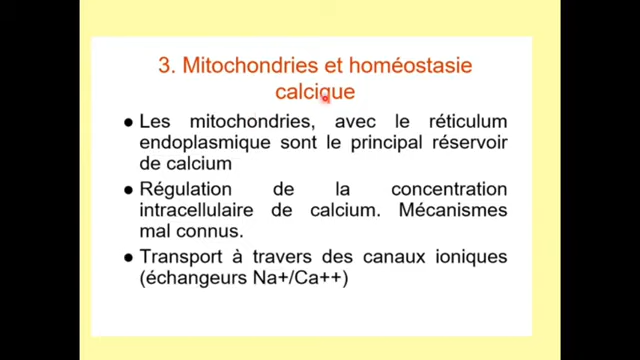 3. Mitochondries et homéostasie
calcique
● Les mitochondries, avec le réticulum
endoplasmique sont le principal réservoir
de calcium
● Régulation de la concentration
intracellulaire de calcium. Mécanismes
mal connus.
● Transport à travers des canaux ioniques
(échangeurs Na+/Ca++)